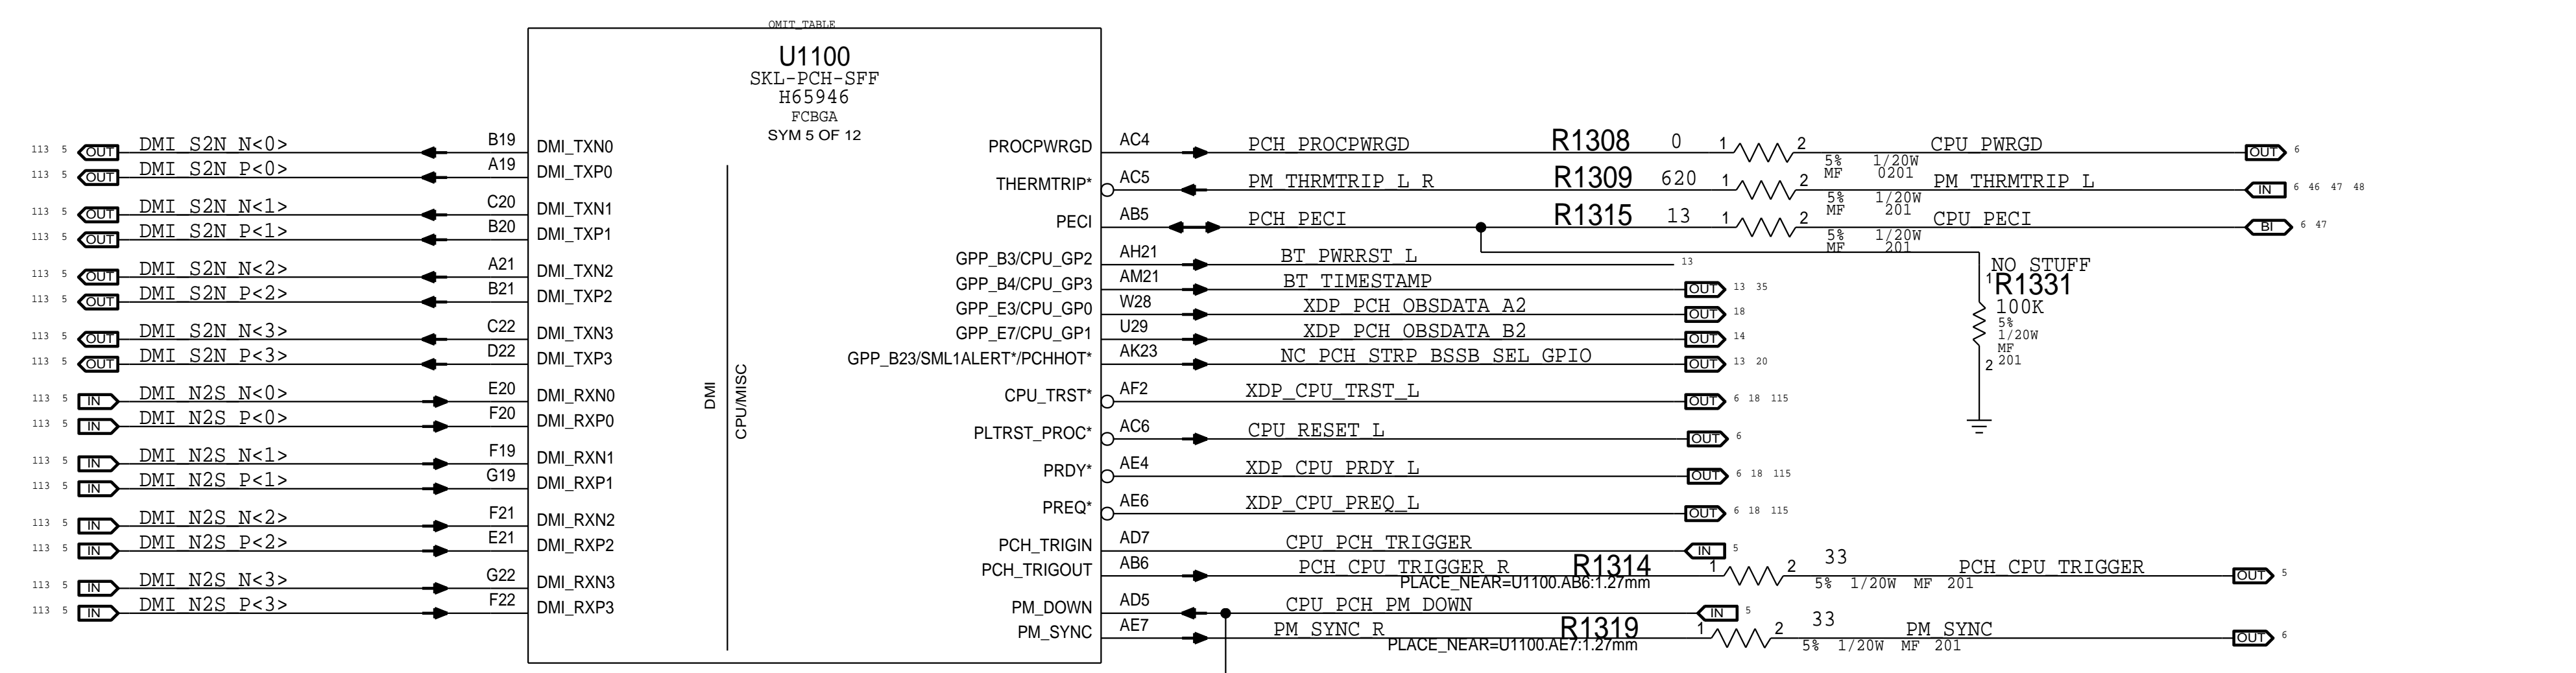 OMIT_TABLE
U1100
SKL-PCH-SFF
H65946
FCBGA
SYM 5 OF 12
DMI
CPU/MISC
113 5 OUT DMI_S2N_N<0> B19 DMI_TXN0
113 5 OUT DMI_S2N_P<0> A19 DMI_TXP0
113 5 OUT DMI_S2N_N<1> C20 DMI_TXN1
113 5 OUT DMI_S2N_P<1> B20 DMI_TXP1
113 5 OUT DMI_S2N_N<2> A21 DMI_TXN2
113 5 OUT DMI_S2N_P<2> B21 DMI_TXP2
113 5 OUT DMI_S2N_N<3> C22 DMI_TXN3
113 5 OUT DMI_S2N_P<3> D22 DMI_TXP3
113 5 IN DMI_N2S_N<0> E20 DMI_RXN0
113 5 IN DMI_N2S_P<0> F20 DMI_RXP0
113 5 IN DMI_N2S_N<1> F19 DMI_RXN1
113 5 IN DMI_N2S_P<1> G19 DMI_RXP1
113 5 IN DMI_N2S_N<2> F21 DMI_RXN2
113 5 IN DMI_N2S_P<2> E21 DMI_RXP2
113 5 IN DMI_N2S_N<3> G22 DMI_RXN3
113 5 IN DMI_N2S_P<3> F22 DMI_RXP3
PROCPWRGD AC4 PCH_PROCPWRGD R1308 0 1 2 CPU_PWRGD OUT 6
5% 1/20W
MF 0201
THERMTRIP* AC5 PM_THRMTRIP_L_R R1309 620 1 2 PM_THRMTRIP_L IN 6 46 47 48
5% 1/20W
MF 201
PECI AB5 PCH_PECI R1315 13 1 2 CPU_PECI BI 6 47
5% 1/20W
MF 201
GPP_B3/CPU_GP2 AH21 BT_PWRRST_L 13
GPP_B4/CPU_GP3 AM21 BT_TIMESTAMP OUT 13 35
GPP_E3/CPU_GP0 W28 XDP_PCH_OBSDATA_A2 OUT 18
GPP_E7/CPU_GP1 U29 XDP_PCH_OBSDATA_B2 OUT 14
GPP_B23/SML1ALERT*/PCHHOT* AK23 NC_PCH_STRP_BSSB_SEL_GPIO OUT 13 20
NO STUFF
1 R1331
100K
5%
1/20W
MF
2 201
CPU_TRST* AF2 XDP_CPU_TRST_L OUT 6 18 115
PLTRST_PROC* AC6 CPU_RESET_L OUT 6
PRDY* AE4 XDP_CPU_PRDY_L OUT 6 18 115
PREQ* AE6 XDP_CPU_PREQ_L OUT 6 18 115
PCH_TRIGIN AD7 CPU_PCH_TRIGGER IN 5
PCH_TRIGOUT AB6 PCH_CPU_TRIGGER_R R1314 1 2 33 PCH_CPU_TRIGGER OUT 5
PLACE_NEAR=U1100.AB6:1.27mm 5% 1/20W MF 201
PM_DOWN AD5 CPU_PCH_PM_DOWN IN 5
PM_SYNC AE7 PM_SYNC_R R1319 1 2 33 PM_SYNC OUT 6
PLACE_NEAR=U1100.AE7:1.27mm 5% 1/20W MF 201